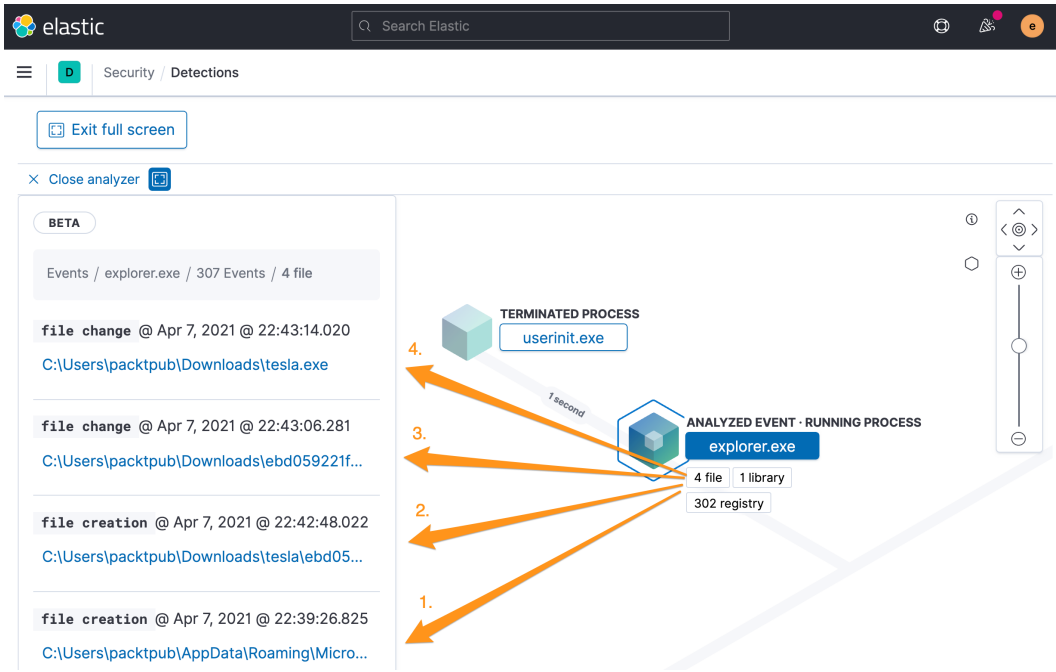 elastic
Search Elastic
e
D
Security / Detections
Exit full screen
Close analyzer
BETA
Events / explorer.exe / 307 Events / 4 file
file change @ Apr 7, 2021 @ 22:43:14.020
C:\Users\packtpub\Downloads\tesla.exe
file change @ Apr 7, 2021 @ 22:43:06.281
C:\Users\packtpub\Downloads\ebd059221f...
file creation @ Apr 7, 2021 @ 22:42:48.022
C:\Users\packtpub\Downloads\tesla\ebd05...
file creation @ Apr 7, 2021 @ 22:39:26.825
C:\Users\packtpub\AppData\Roaming\Micro...
4.
3.
2.
1.
TERMINATED PROCESS
userinit.exe
1 second
ANALYZED EVENT · RUNNING PROCESS
explorer.exe
4 file
1 library
302 registry